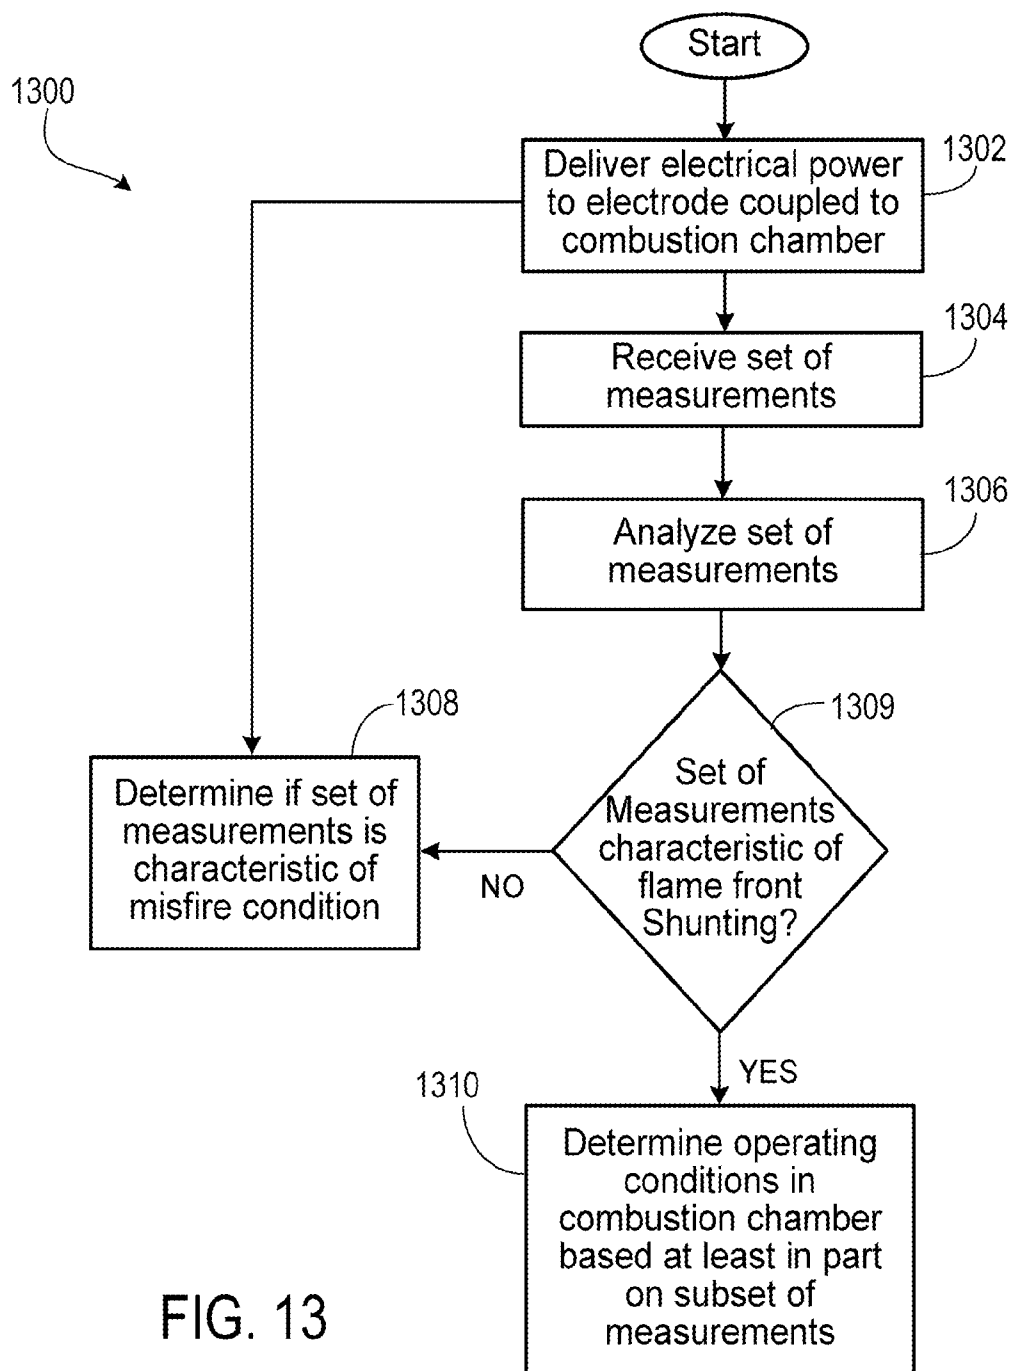 Start
1300
1302
Deliver electrical power
to electrode coupled to
combustion chamber
1304
Receive set of
measurements
1306
Analyze set of
measurements
1308
Determine if set of
measurements is
characteristic of
misfire condition
1309
Set of
Measurements
characteristic of
flame front
Shunting?
NO
YES
1310
Determine operating
conditions in
combustion chamber
based at least in part
on subset of
measurements
FIG. 13